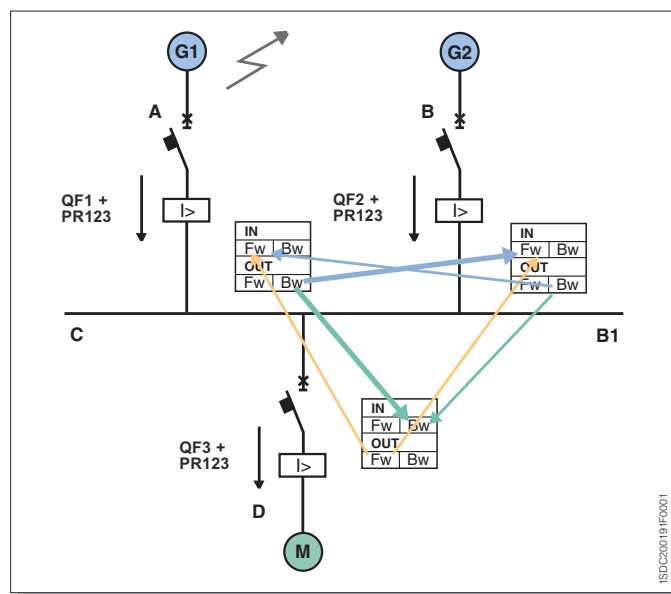 G1
G2
A
B
QF1 +
PR123
I>
QF2 +
PR123
I>
IN
Fw Bw
OUT
Fw Bw
IN
Fw Bw
OUT
Fw Bw
C
B1
QF3 +
PR123
I>
IN
Fw Bw
OUT
Fw Bw
D
M
1SDC200191F0001